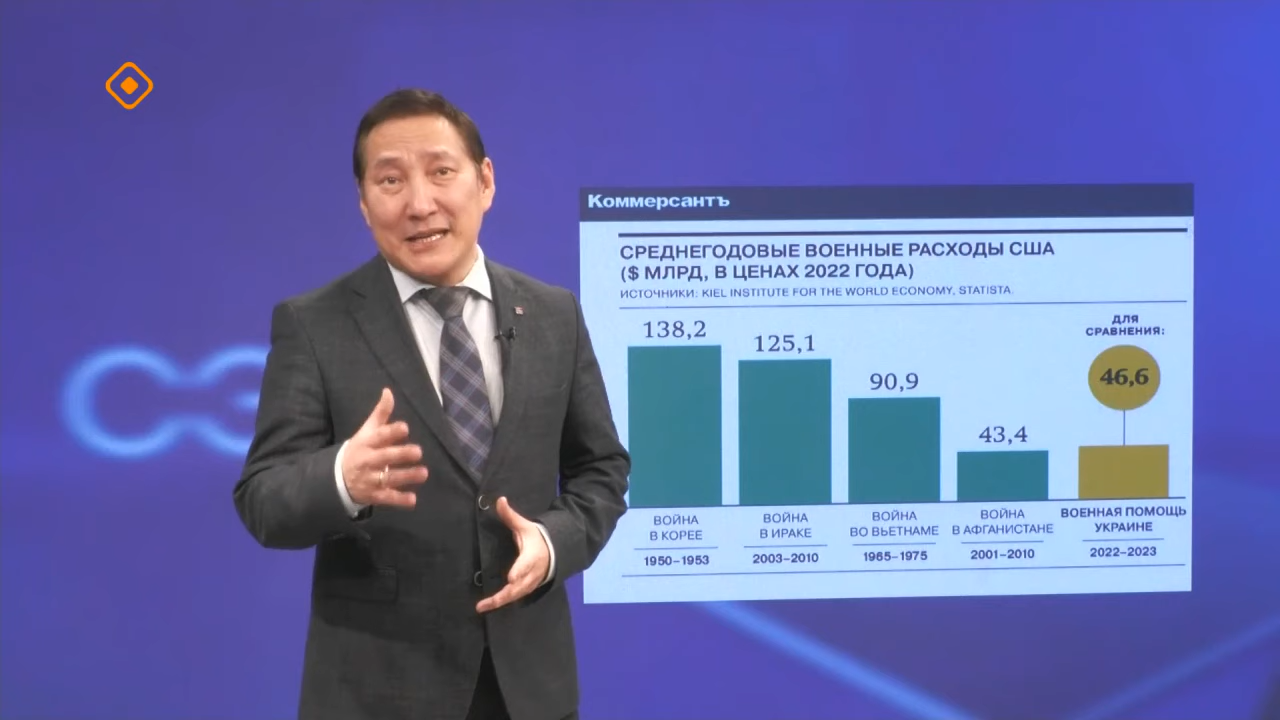 Коммерсантъ
СРЕДНЕГОДОВЫЕ ВОЕННЫЕ РАСХОДЫ США
($ МЛРД, В ЦЕНАХ 2022 ГОДА)
ИСТОЧНИКИ: KIEL INSTITUTE FOR THE WORLD ECONOMY, STATISTA
138,2
125,1
90,9
43,4
ДЛЯ
СРАВНЕНИЯ:
46,6
ВОЙНА
В КОРЕЕ
1950–1953
ВОЙНА
В ИРАКЕ
2003–2010
ВОЙНА
ВО ВЬЕТНАМЕ
1965–1975
ВОЙНА
В АФГАНИСТАНЕ
2001–2010
ВОЕННАЯ ПОМОЩЬ
УКРАИНЕ
2022–2023